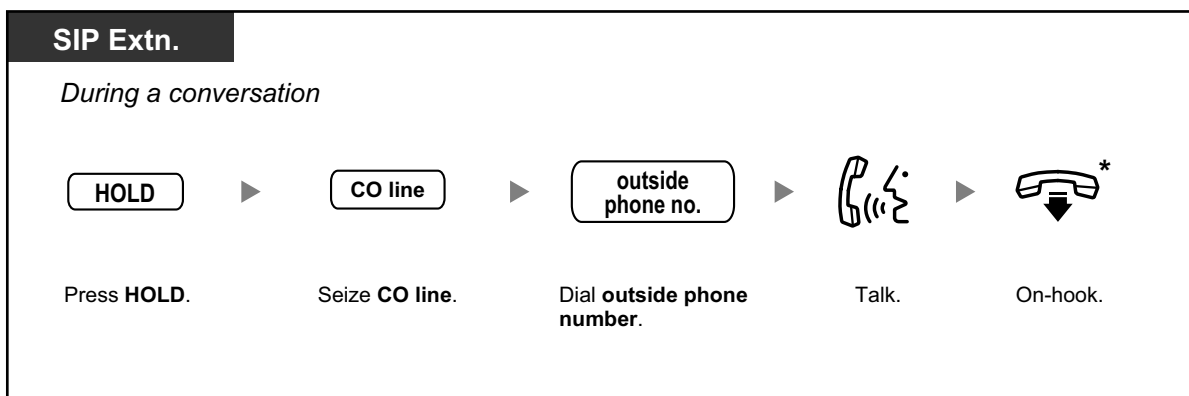 SIP Extn.
During a conversation
HOLD
CO line
outside
phone no.
*
Press HOLD.
Seize CO line.
Dial outside phone
number.
Talk.
On-hook.